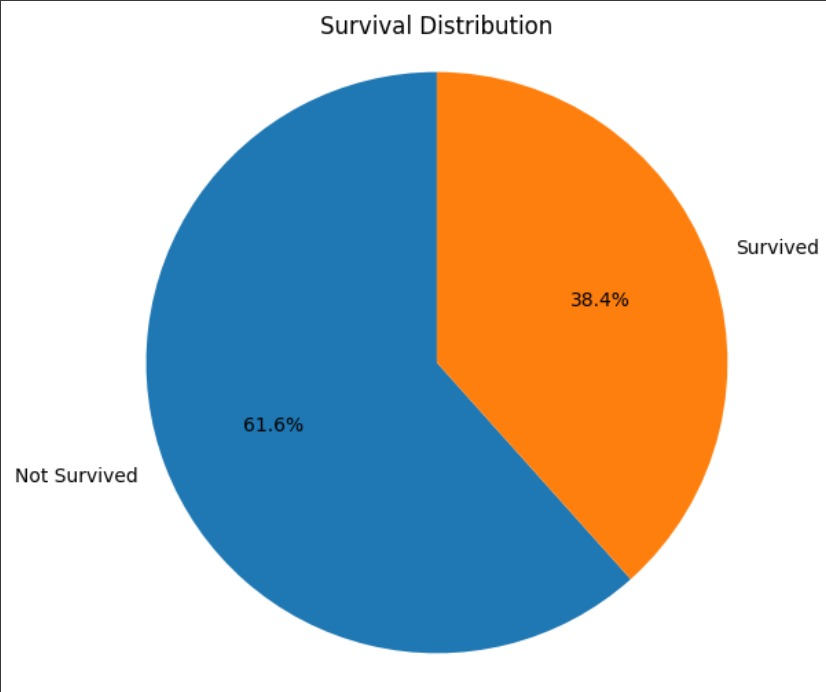 Survival Distribution
Survived
38.4%
61.6%
Not Survived